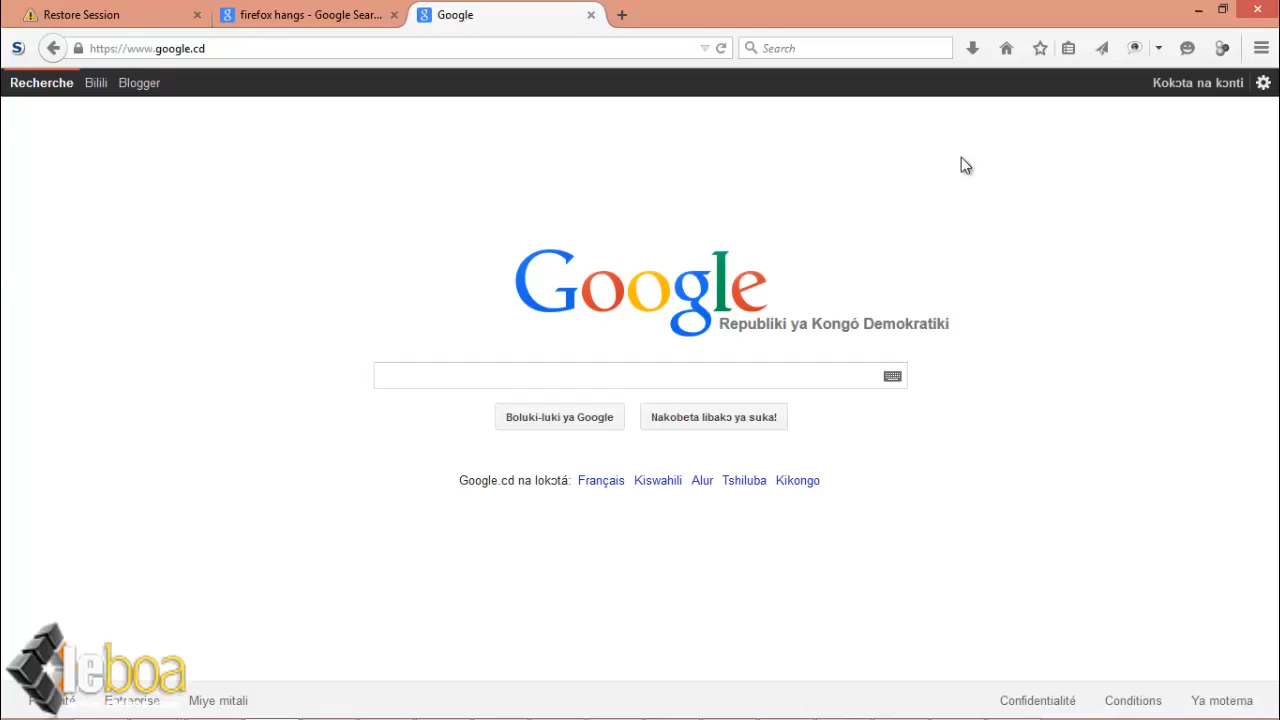 Restore Session
firefox hangs - Google Sear...
Google
https://www.google.cd
Search
Recherche Bilili Blogger
Kokɔta na kɔnti
Google
Republiki ya Kongó Demokratíki
Boluki-luki ya Google
Nakobeta libakɔ ya suka!
Google.cd na lokɔtá: Français Kiswahili Alur Tshiluba Kikongo
leboa
Entreprise Miye mitali
Confidentialité Conditions Ya motema